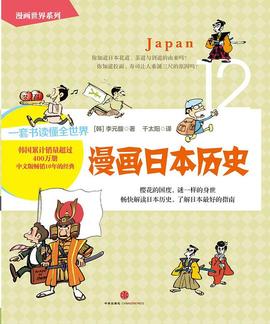 漫画世界系列
Japan
你知道日本花道、茶道与剑道的由来吗?
你知道拉面、寿司让人垂涎三尺的原因吗?
12
一套书读懂全世界
韩国累计销量超过
400万册
中文版畅销10年的经典
[韩] 李元馥 著 千太阳 译
漫画日本历史
樱花的国度,谜一样的身世
畅快解读日本历史,了解日本最好的指南
中信出版社